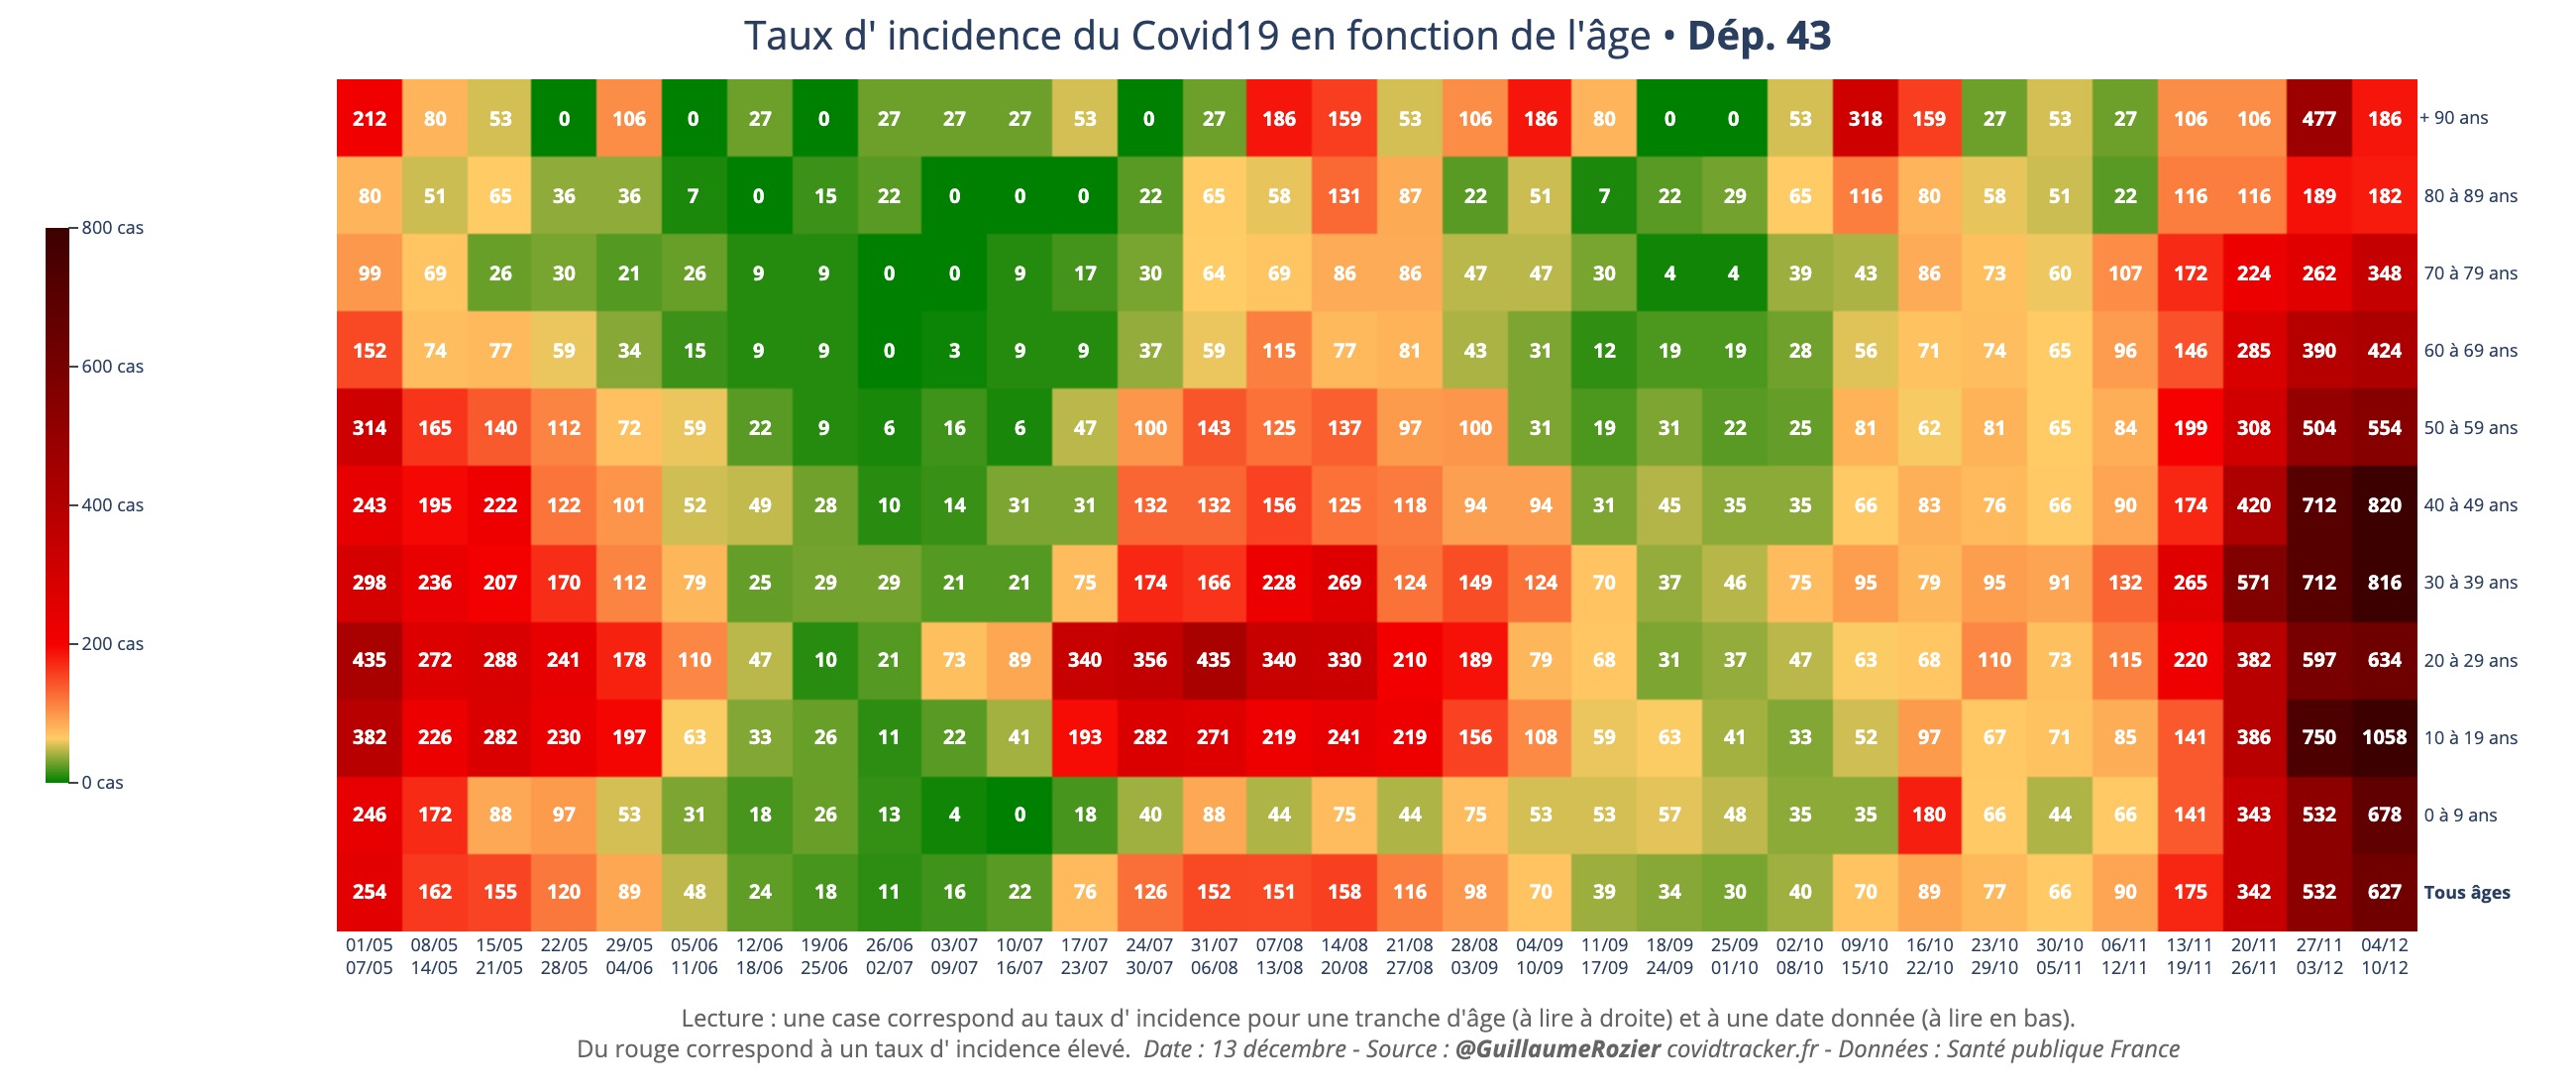 Taux d' incidence du Covid19 en fonction de l'âge • Dép. 43
212 80 53 0 106 0 27 0 27 27 27 53 0 27 186 159 53 106 186 80 0 0 53 318 159 27 53 27 106 106 477 186 + 90 ans
80 51 65 36 36 7 0 15 22 0 0 0 22 65 58 131 87 22 51 7 22 29 65 116 80 58 51 22 116 116 189 182 80 à 89 ans
800 cas
99 69 26 30 21 26 9 9 0 0 9 17 30 64 69 86 86 47 47 30 4 4 39 43 86 73 60 107 172 224 262 348 70 à 79 ans
152 74 77 59 34 15 9 9 0 3 9 9 37 59 115 77 81 43 31 12 19 19 28 56 71 74 65 96 146 285 390 424 60 à 69 ans
600 cas
314 165 140 112 72 59 22 9 6 16 6 47 100 143 125 137 97 100 31 19 31 22 25 81 62 81 65 84 199 308 504 554 50 à 59 ans
400 cas
243 195 222 122 101 52 49 28 10 14 31 31 132 132 156 125 118 94 94 31 45 35 35 66 83 76 66 90 174 420 712 820 40 à 49 ans
298 236 207 170 112 79 25 29 29 21 21 75 174 166 228 269 124 149 124 70 37 46 75 95 79 95 91 132 265 571 712 816 30 à 39 ans
200 cas
435 272 288 241 178 110 47 10 21 73 89 340 356 435 340 330 210 189 79 68 31 37 47 63 68 110 73 115 220 382 597 634 20 à 29 ans
382 226 282 230 197 63 33 26 11 22 41 193 282 271 219 241 219 156 108 59 63 41 33 52 97 67 71 85 141 386 750 1058 10 à 19 ans
0 cas
246 172 88 97 53 31 18 26 13 4 0 18 40 88 44 75 44 75 53 53 57 48 35 35 180 66 44 66 141 343 532 678 0 à 9 ans
254 162 155 120 89 48 24 18 11 16 22 76 126 152 151 158 116 98 70 39 34 30 40 70 89 77 66 90 175 342 532 627 Tous âges
01/05 08/05 15/05 22/05 29/05 05/06 12/06 19/06 26/06 03/07 10/07 17/07 24/07 31/07 07/08 14/08 21/08 28/08 04/09 11/09 18/09 25/09 02/10 09/10 16/10 23/10 30/10 06/11 13/11 20/11 27/11 04/12
07/05 14/05 21/05 28/05 04/06 11/06 18/06 25/06 02/07 09/07 16/07 23/07 30/07 06/08 13/08 20/08 27/08 03/09 10/09 17/09 24/09 01/10 08/10 15/10 22/10 29/10 05/11 12/11 19/11 26/11 03/12 10/12
Lecture : une case correspond au taux d' incidence pour une tranche d'âge (à lire à droite) et à une date donnée (à lire en bas).
Du rouge correspond à un taux d' incidence élevé. Date : 13 décembre - Source : @GuillaumeRozier covidtracker.fr - Données : Santé publique France